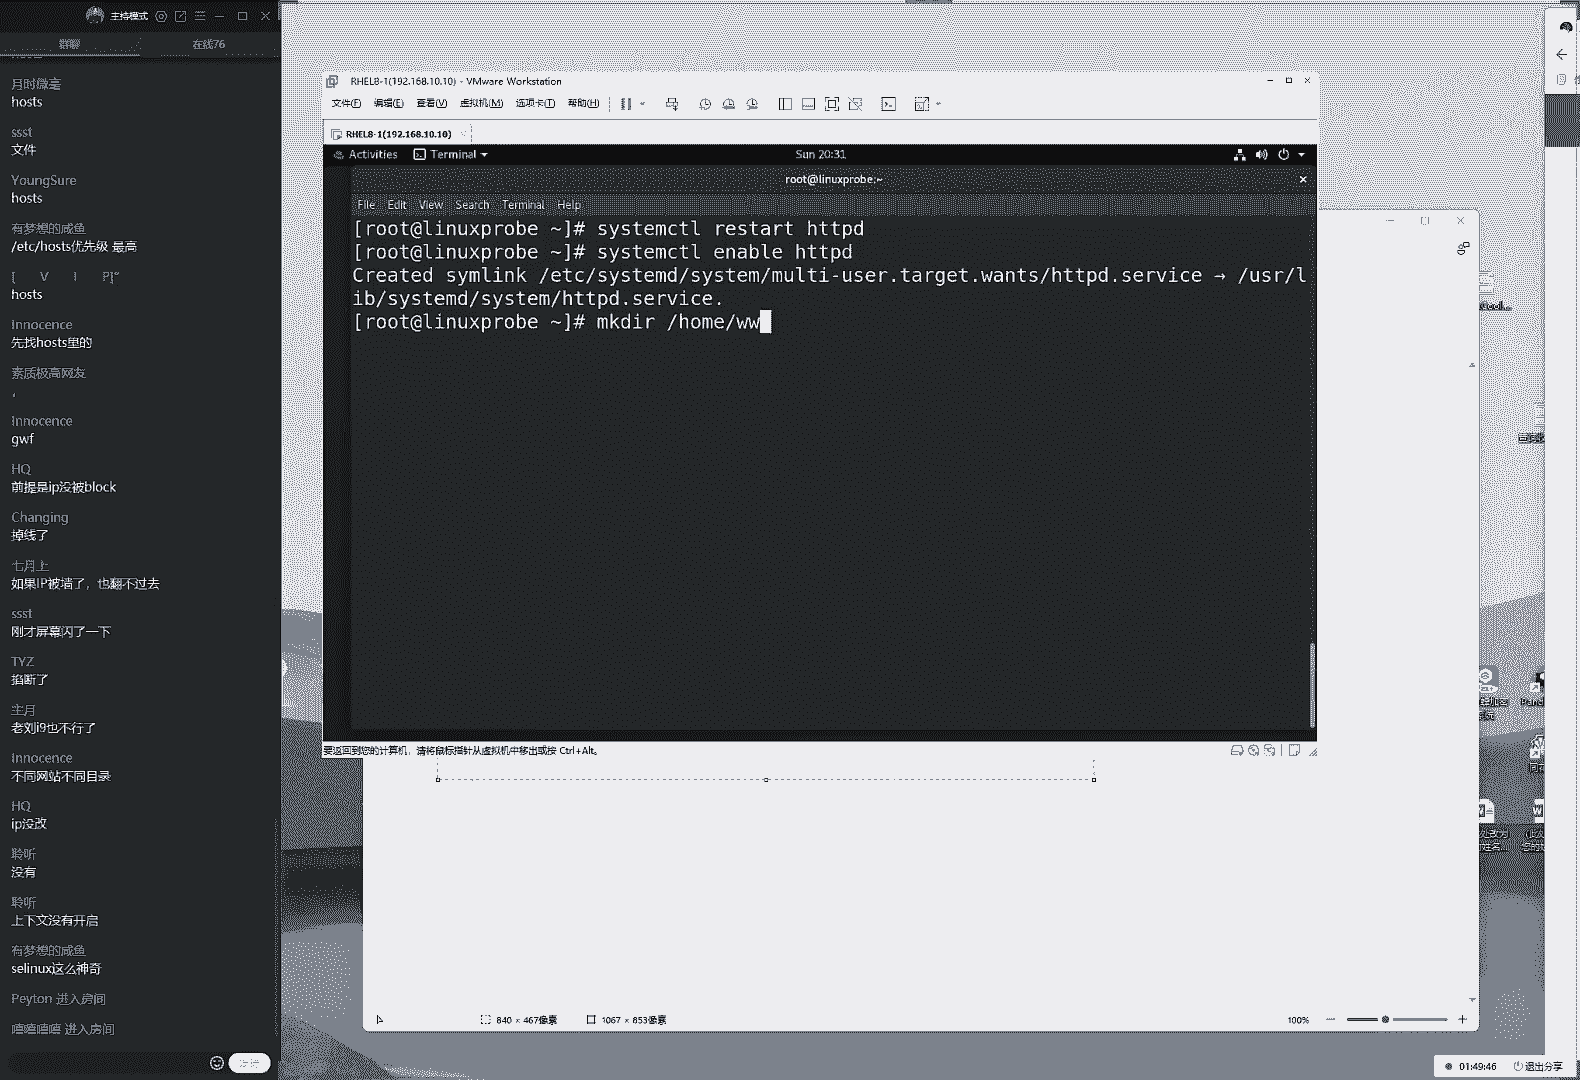 主持模式
群聊
在线76
月时微毫
hosts
ssst
文件
YoungSure
hosts
有梦想的咸鱼
/etc/hosts优先级 最高
hosts
Innocence
先找hosts里的
素质极高网友
，
Innocence
gwf
HQ
前提是ip没被block
Changing
掉线了
七月上
如果IP被墙了，也翻不过去
ssst
刚才屏幕闪了一下
TYZ
掐断了
主月
老刘i9也不行了
Innocence
不同网站不同目录
HQ
ip没改
聆听
没有
聆听
上下文没有开启
有梦想的咸鱼
selinux这么神奇
Peyton 进入房间
嘻嘻嘻嘻 进入房间
RHEL8-1(192.168.10.10) - VMware Workstation
文件(F) 编辑(E) 查看(V) 虚拟机(M) 选项卡(T) 帮助(H)
RHEL8-1(192.168.10.10)
Activities Terminal Sun 20:31
root@linuxprobe:~
File Edit View Search Terminal Help
[root@linuxprobe ~]# systemctl restart httpd
[root@linuxprobe ~]# systemctl enable httpd
Created symlink /etc/systemd/system/multi-user.target.wants/httpd.service → /usr/l
ib/systemd/system/httpd.service.
[root@linuxprobe ~]# mkdir /home/ww
要返回到您的计算机，请将鼠标指针从虚拟机中移出或按 Ctrl+Alt。
840 × 467像素
1067 × 853像素
100%
01:49:46
退出分享